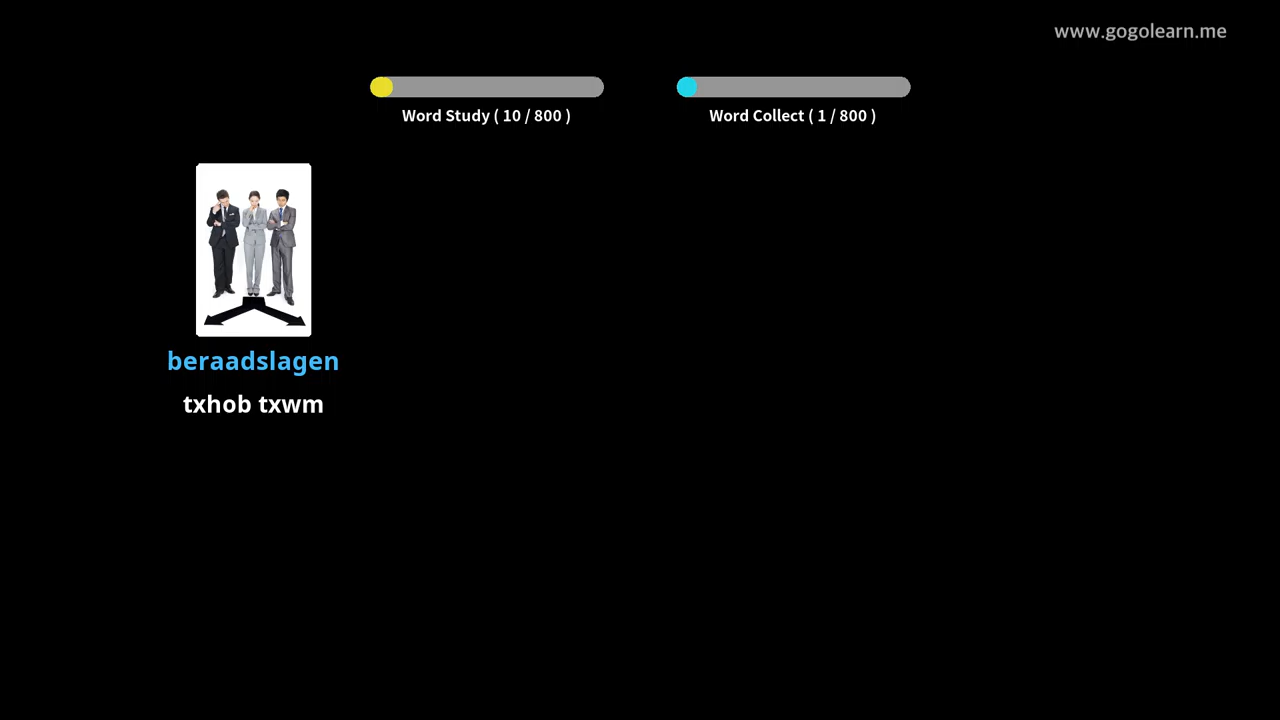 www.gogolearn.me
Word Study ( 10 / 800 )
Word Collect ( 1 / 800 )
beraadslagen
txhob txwm